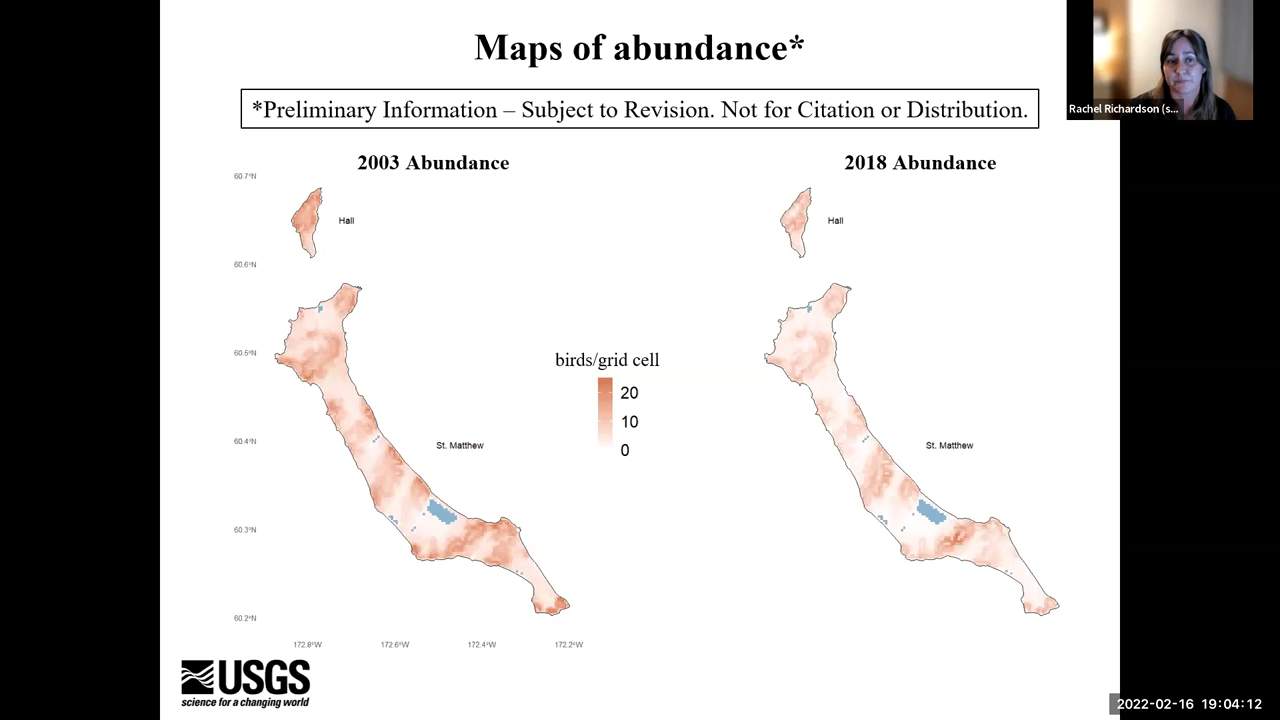 Maps of abundance*
*Preliminary Information – Subject to Revision. Not for Citation or Distribution.
Rachel Richardson (s...
2003 Abundance
2018 Abundance
60.7°N
Hall
Hall
60.6°N
60.5°N
birds/grid cell
20
10
0
60.4°N
St. Matthew
St. Matthew
60.3°N
60.2°N
172.8°W 172.6°W 172.4°W 172.2°W
USGS
science for a changing world
2022-02-16 19:04:12